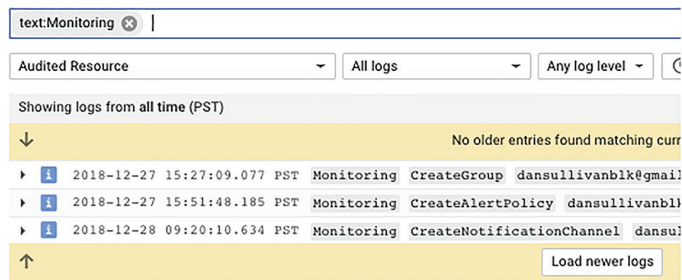 text:Monitoring
Audited Resource All logs Any log level
Showing logs from all time (PST)
No older entries found matching curr
i 2018-12-27 15:27:09.077 PST Monitoring CreateGroup dansullivanblk@gmail
i 2018-12-27 15:51:48.185 PST Monitoring CreateAlertPolicy dansullivanblk
i 2018-12-28 09:20:10.634 PST Monitoring CreateNotificationChannel dansul
Load newer logs